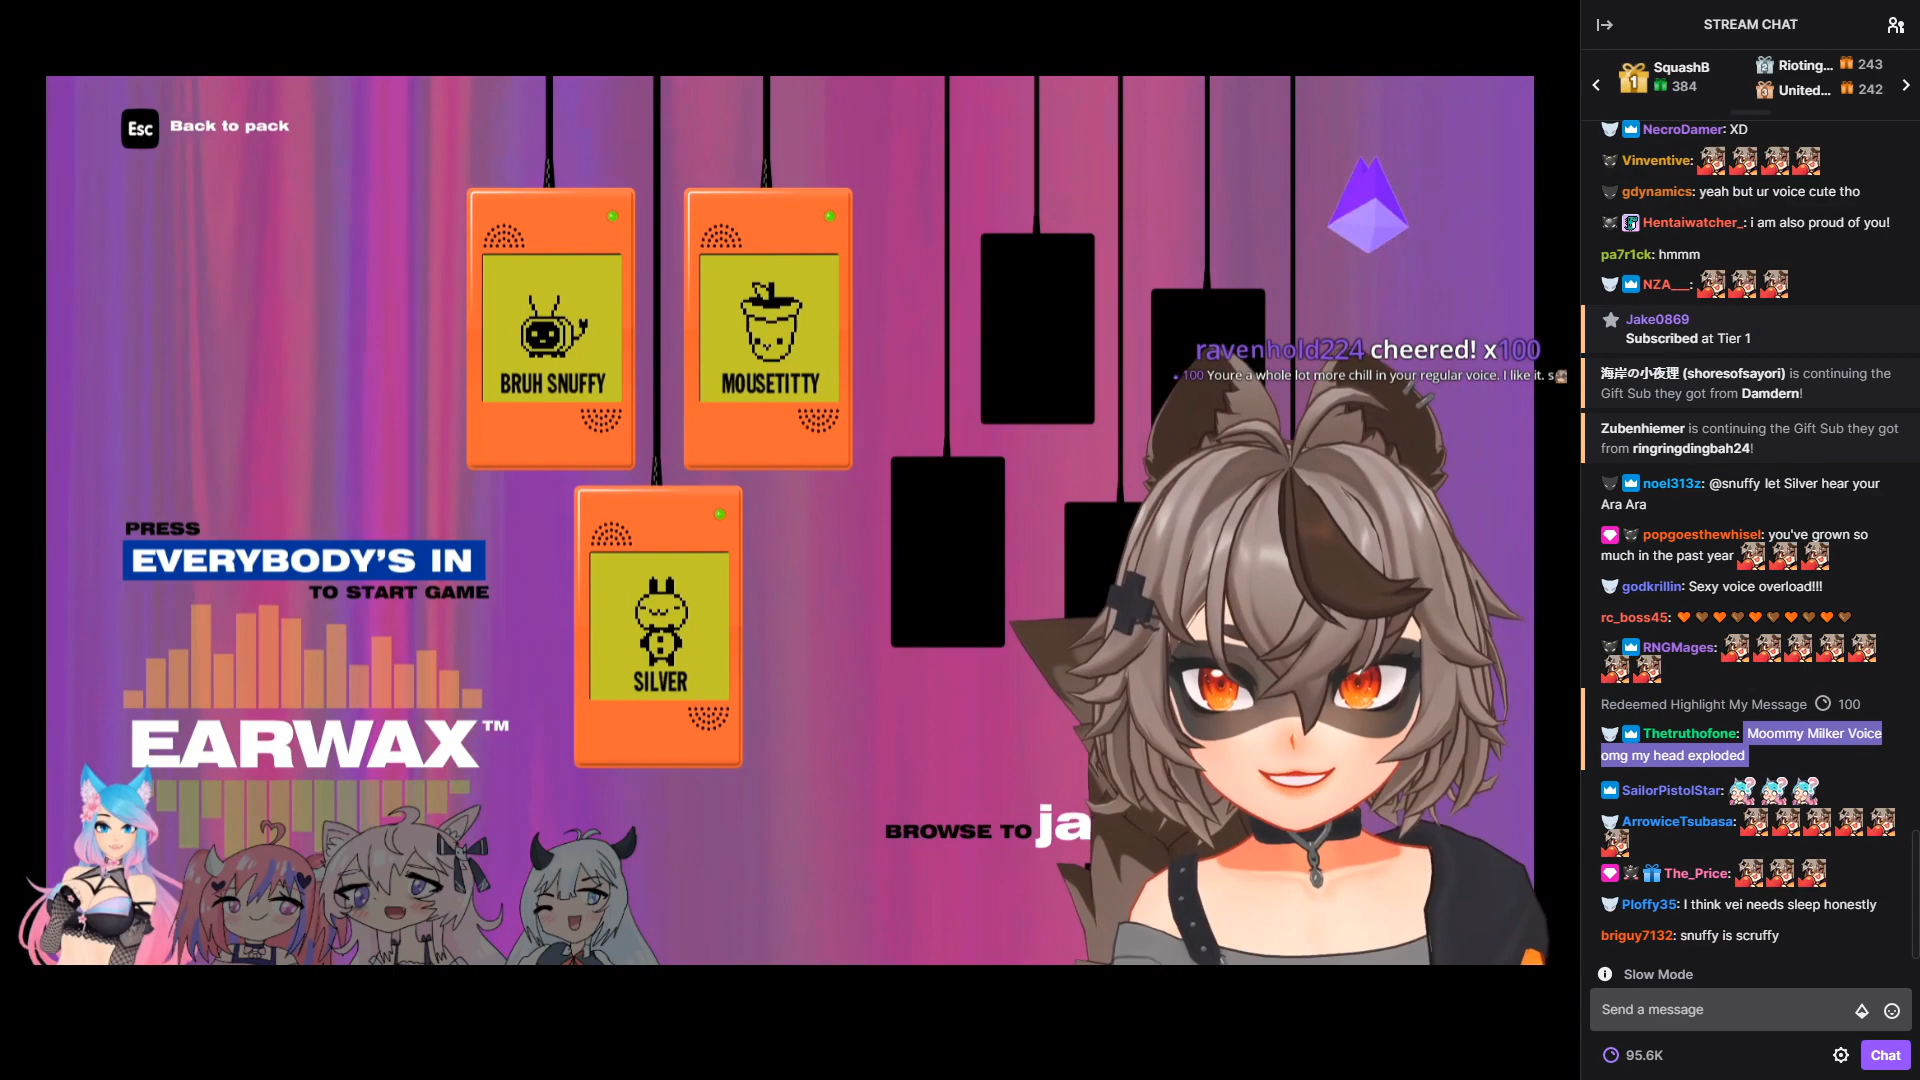 Esc Back to pack
BRUH SNUFFY
MOUSETITTY
SILVER
PRESS
EVERYBODY'S IN
TO START GAME
EARWAX™
BROWSE TO ja
ravenhold224 cheered! x100
100 Youre a whole lot more chill in your regular voice. I like it. s
STREAM CHAT
1 SquashB
384
2 Rioting... 243
3 United... 242
NecroDamer: XD
Vinventive:
gdynamics: yeah but ur voice cute tho
Hentaiwatcher_: i am also proud of you!
pa7r1ck: hmmm
NZA___:
Jake0869
Subscribed at Tier 1
海岸の小夜理 (shoresofsayori) is continuing the
Gift Sub they got from Damdern!
Zubenhiemer is continuing the Gift Sub they got
from ringringdingbah24!
noel313z: @snuffy let Silver hear your
Ara Ara
popgoesthewhisel: you've grown so
much in the past year
godkrillin: Sexy voice overload!!!
rc_boss45:
RNGMages:
Redeemed Highlight My Message 100
Thetruthofone: Moommy Milker Voice
omg my head exploded
SailorPistolStar:
ArrowiceTsubasa:
The_Price:
Ploffy35: I think vei needs sleep honestly
briguy7132: snuffy is scruffy
Slow Mode
Send a message
95.6K
Chat